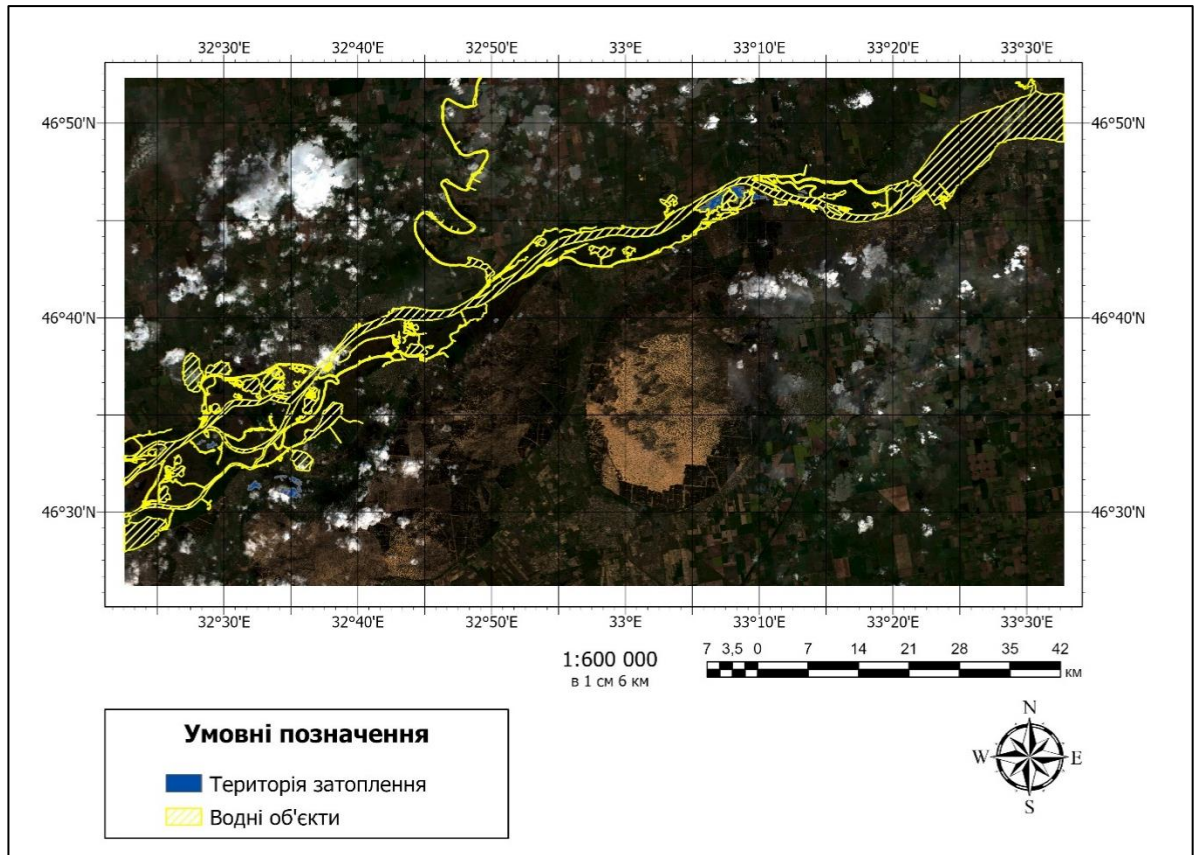 32°30'E 32°40'E 32°50'E 33°E 33°10'E 33°20'E 33°30'E
46°50'N 46°50'N
46°40'N 46°40'N
46°30'N 46°30'N
32°30'E 32°40'E 32°50'E 33°E 33°10'E 33°20'E 33°30'E
1:600 000
в 1 см 6 км
7 3,5 0 7 14 21 28 35 42
км
Умовні позначення
Територія затоплення
Водні об'єкти
N
W E
S